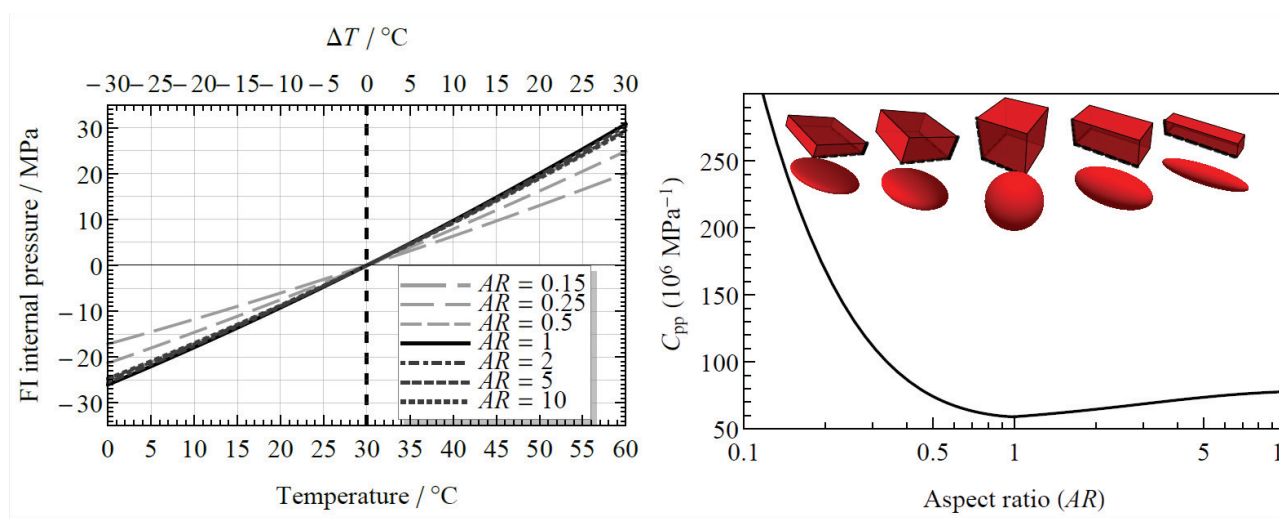 ΔT / °C
−30 −25 −20 −15 −10 −5 0 5 10 15 20 25 30
FI internal pressure / MPa
30
20
10
0
−10
−20
−30
AR = 0.15
AR = 0.25
AR = 0.5
AR = 1
AR = 2
AR = 5
AR = 10
0 5 10 15 20 25 30 35 40 45 50 55 60
Temperature / °C
C_pp (10^6 MPa^−1)
250
200
150
100
50
0.1 0.5 1 5 1
Aspect ratio (AR)